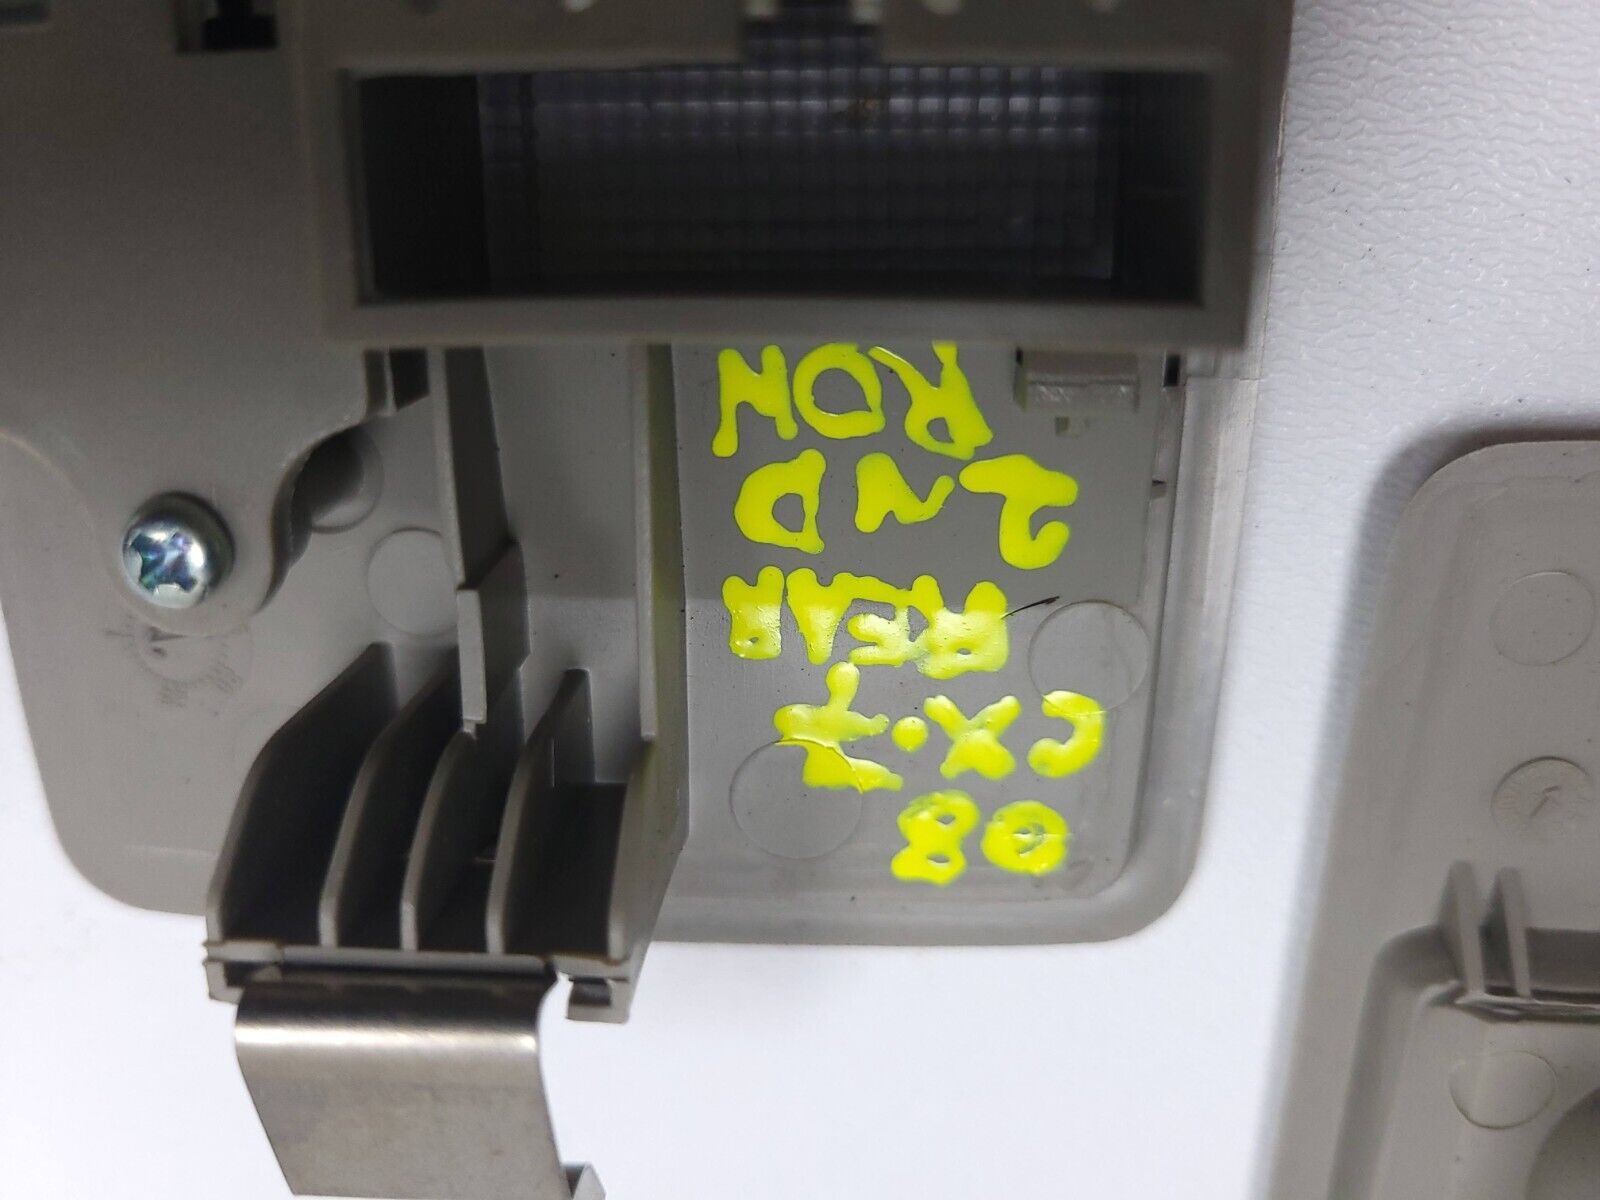 08
CX-7
REAR
2ND
ROW